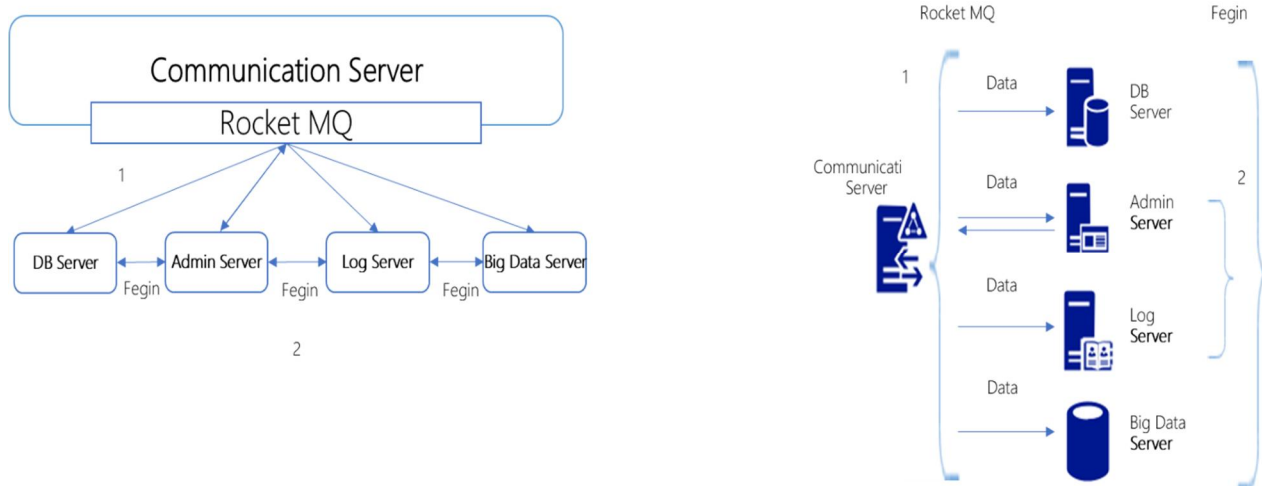 Communication Server
Rocket MQ
1
DB Server
Admin Server
Log Server
Big Data Server
Fegin
Fegin
Fegin
2
Rocket MQ
Fegin
1
Data
DB
Server
Communicati
Server
Data
Admin
Server
2
Data
Log
Server
Data
Big Data
Server